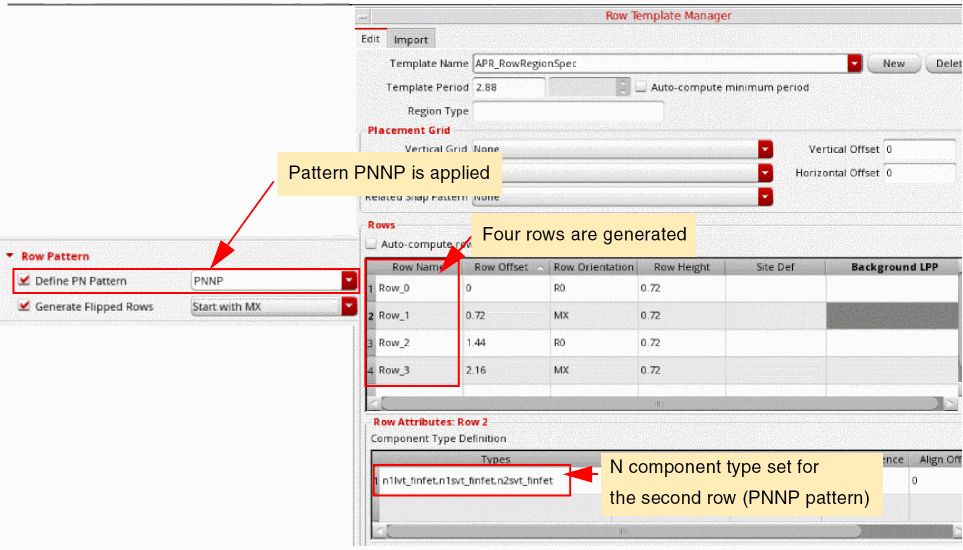 Row Template Manager
Edit Import
Template Name APR_RowRegionSpec New
Template Period 2.88 Auto-compute minimum period
Region Type
Placement Grid
Vertical Grid None Vertical Offset 0
Pattern PNNP is applied
Horizontal Offset 0
Related Snap Pattern None
Rows
Auto-compute
Four rows are generated
Row Pattern
Define PN Pattern PNNP
Generate Flipped Rows Start with MX
Row Name Row Offset Row Orientation Row Height Site Def Background LPP
1 Row_0 0 R0 0.72
2 Row_1 0.72 MX 0.72
3 Row_2 1.44 R0 0.72
4 Row_3 2.16 MX 0.72
Row Attributes: Row 2
Component Type Definition
Types Align
1 n1lvt_finfet,n1svt_finfet,n2svt_finfet 0
N component type set for
the second row (PNNP pattern)